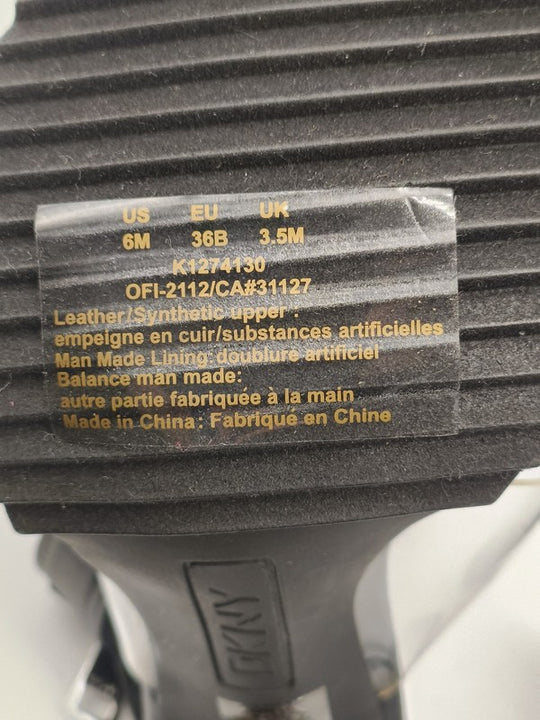 US EU UK
6M 36B 3.5M
K1274130
OFI-2112/CA#31127
Leather/Synthetic upper :
empeigne en cuir/substances artificielles
Man Made Lining: doublure artificiel
Balance man made:
autre partie fabriquée à la main
Made in China: Fabriqué en Chine
DKNY